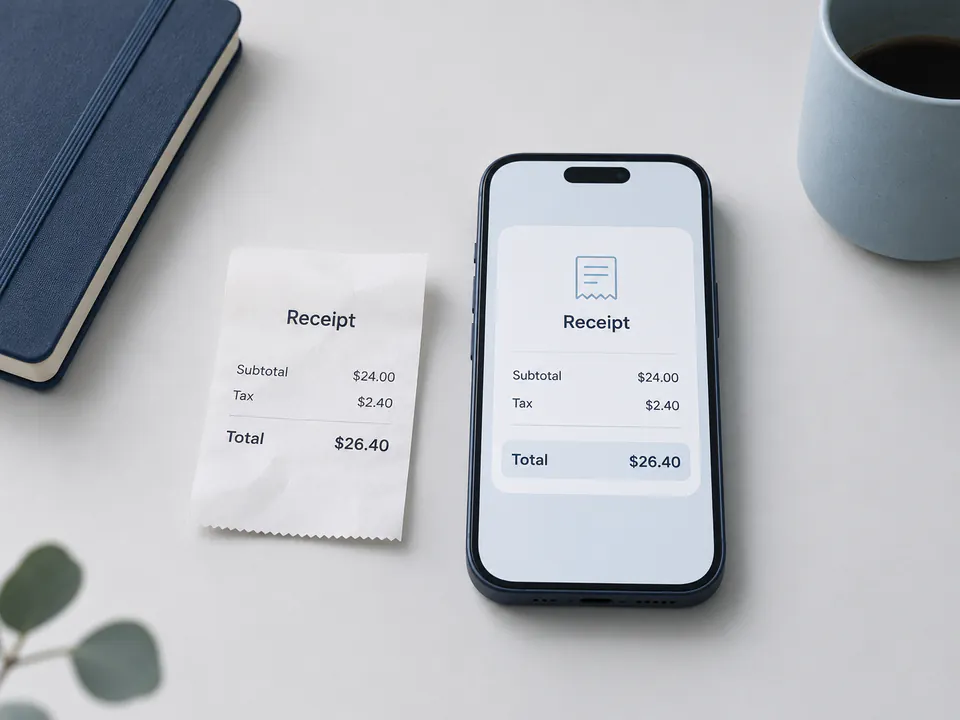 Receipt
Subtotal $24.00
Tax $2.40
Total $26.40
Receipt
Subtotal $24.00
Tax $2.40
Total $26.40